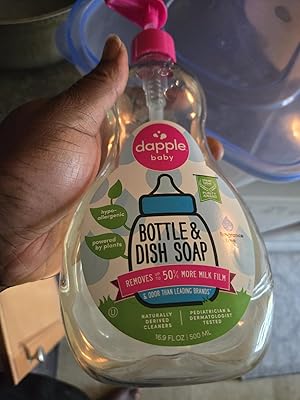 dapple
baby
hypo-
allergenic
powered by
plants
BOTTLE &
DISH SOAP
REMOVES UP TO 50% MORE MILK FILM
& ODOR THAN LEADING BRANDS*
NATURALLY
DERIVED
CLEANERS
PEDIATRICIAN &
DERMATOLOGIST
TESTED
U
16.9 FL OZ | 500 ML